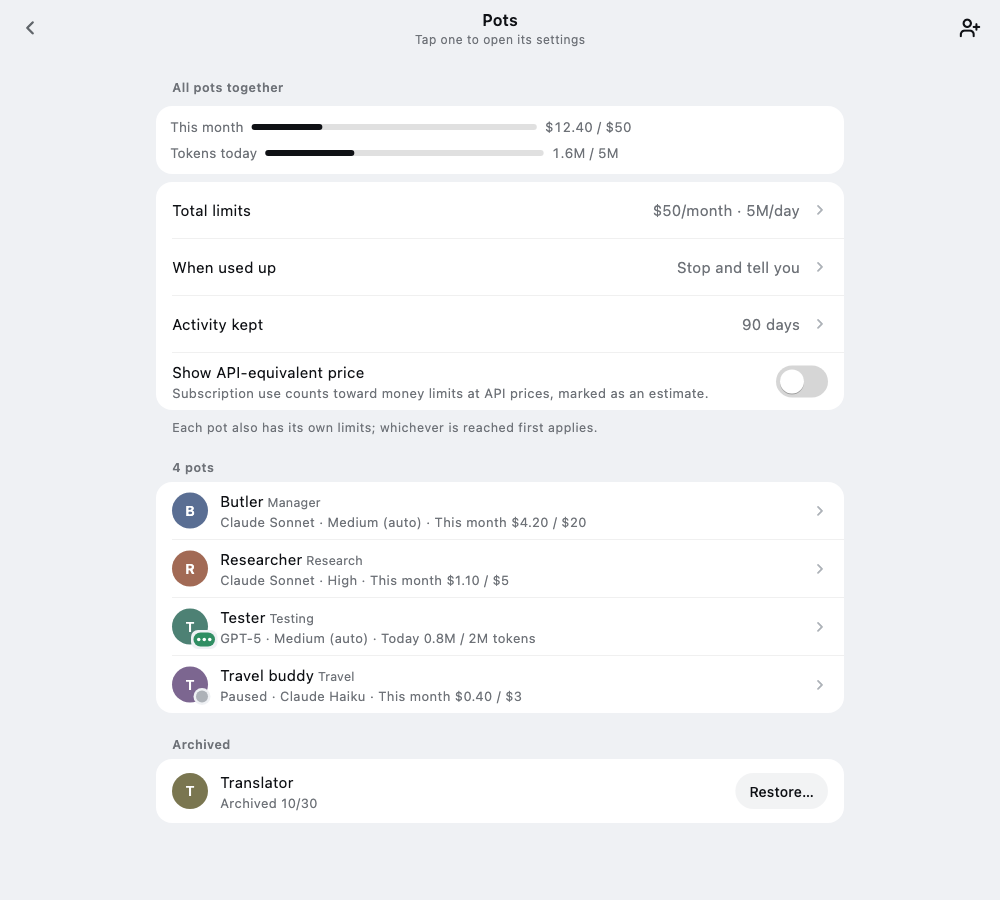 Pots
Tap one to open its settings
All pots together
This month $12.40 / $50
Tokens today 1.6M / 5M
Total limits $50/month · 5M/day
When used up Stop and tell you
Activity kept 90 days
Show API-equivalent price
Subscription use counts toward money limits at API prices, marked as an estimate.
Each pot also has its own limits; whichever is reached first applies.
4 pots
B
Butler Manager
Claude Sonnet · Medium (auto) · This month $4.20 / $20
R
Researcher Research
Claude Sonnet · High · This month $1.10 / $5
T
Tester Testing
GPT-5 · Medium (auto) · Today 0.8M / 2M tokens
T
Travel buddy Travel
Paused · Claude Haiku · This month $0.40 / $3
Archived
T
Translator
Archived 10/30
Restore...